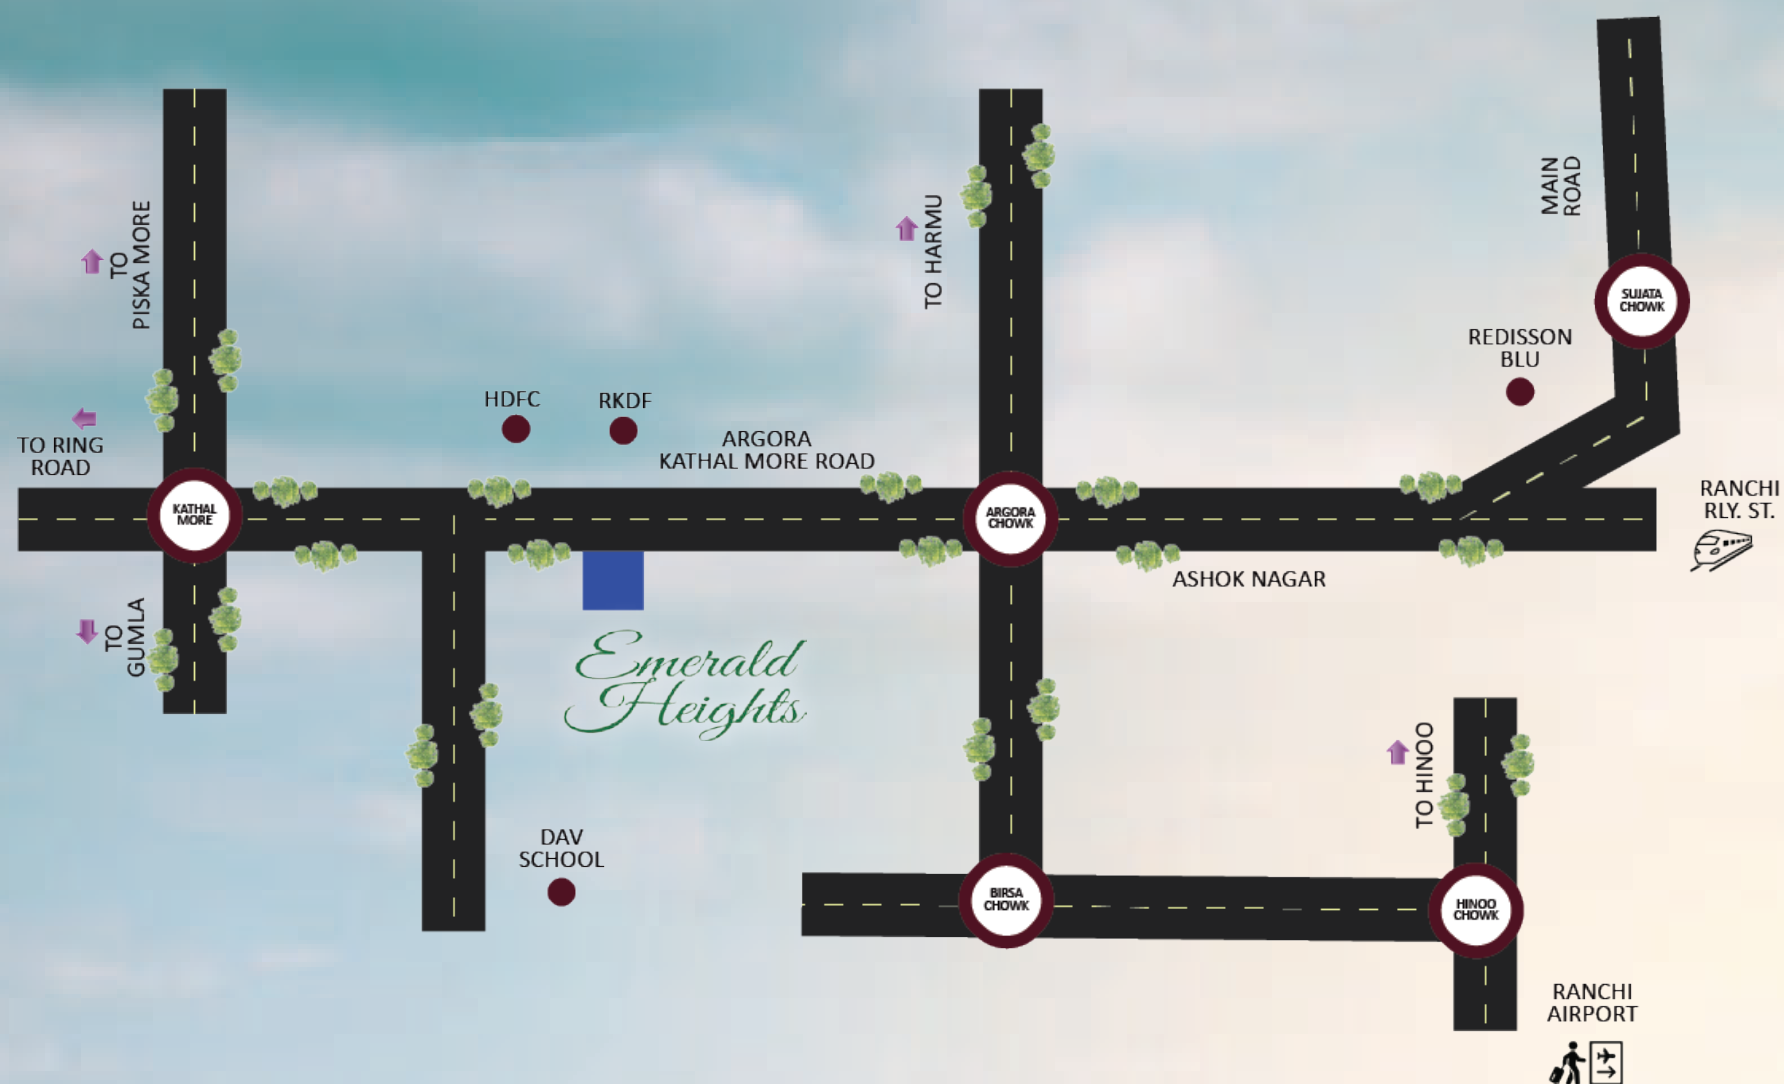 MAIN
ROAD
TO
PISKA MORE
TO HARMU
SUJATA
CHOWK
REDISSON
BLU
HDFC
RKDF
TO RING
ROAD
ARGORA
KATHAL MORE ROAD
KATHAL
MORE
ARGORA
CHOWK
RANCHI
RLY. ST.
ASHOK NAGAR
TO
GUMLA
Emerald
Heights
TO HINOO
DAV
SCHOOL
BIRSA
CHOWK
HINOO
CHOWK
RANCHI
AIRPORT